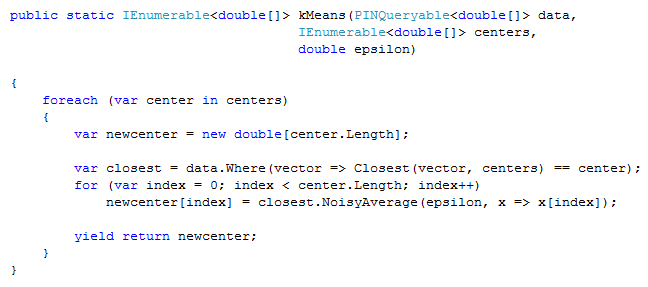 public static IEnumerable<double[]> kMeans(PINQueryable<double[]> data,
                                    IEnumerable<double[]> centers,
                                    double epsilon)
{
    foreach (var center in centers)
    {
        var newcenter = new double[center.Length];
        var closest = data.Where(vector => Closest(vector, centers) == center);
        for (var index = 0; index < center.Length; index++)
            newcenter[index] = closest.NoisyAverage(epsilon, x => x[index]);
        yield return newcenter;
    }
}